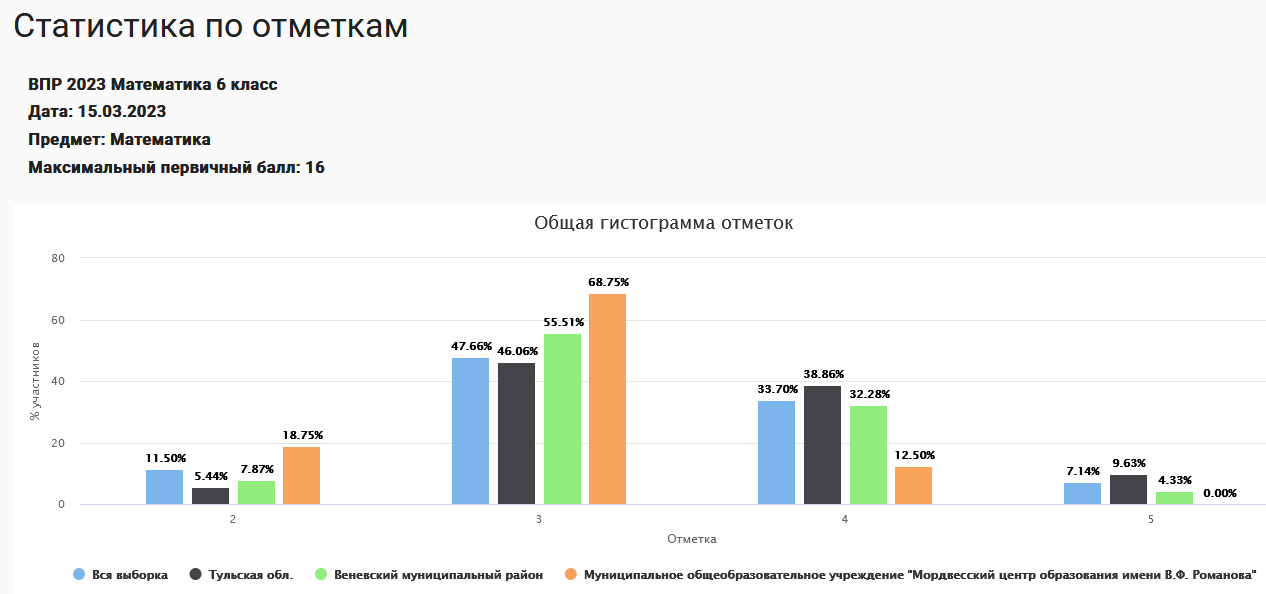 Статистика по отметкам
ВПР 2023 Математика 6 класс
Дата: 15.03.2023
Предмет: Математика
Максимальный первичный балл: 16
Общая гистограмма отметок
% участников
80
60
40
20
0
11.50% 5.44% 7.87% 18.75%
47.66% 46.06% 55.51% 68.75%
33.70% 38.86% 32.28% 12.50%
7.14% 9.63% 4.33% 0.00%
2 3 4 5
Отметка
Вся выборка Тульская обл. Веневский муниципальный район Муниципальное общеобразовательное учреждение "Мордвесский центр образования имени В.Ф. Романова"